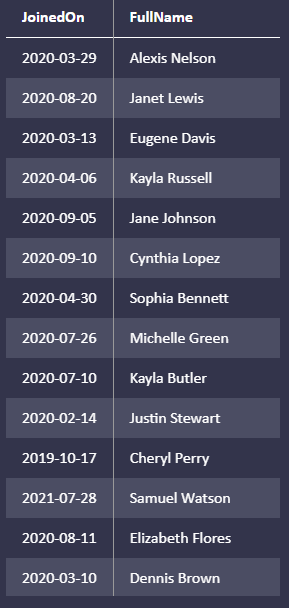 JoinedOn FullName
2020-03-29 Alexis Nelson
2020-08-20 Janet Lewis
2020-03-13 Eugene Davis
2020-04-06 Kayla Russell
2020-09-05 Jane Johnson
2020-09-10 Cynthia Lopez
2020-04-30 Sophia Bennett
2020-07-26 Michelle Green
2020-07-10 Kayla Butler
2020-02-14 Justin Stewart
2019-10-17 Cheryl Perry
2021-07-28 Samuel Watson
2020-08-11 Elizabeth Flores
2020-03-10 Dennis Brown